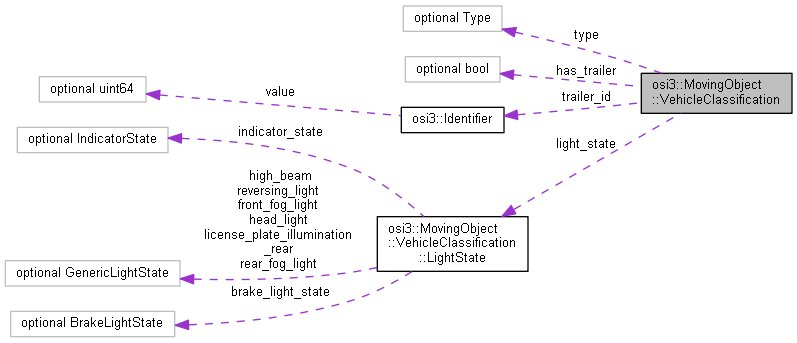 optional Type
type
optional bool
has_trailer
osi3::MovingObject
::VehicleClassification
optional uint64
value
trailer_id
osi3::Identifier
optional IndicatorState
indicator_state
light_state
high_beam
reversing_light
front_fog_light
head_light
license_plate_illumination
_rear
rear_fog_light
osi3::MovingObject
::VehicleClassification
::LightState
optional GenericLightState
brake_light_state
optional BrakeLightState